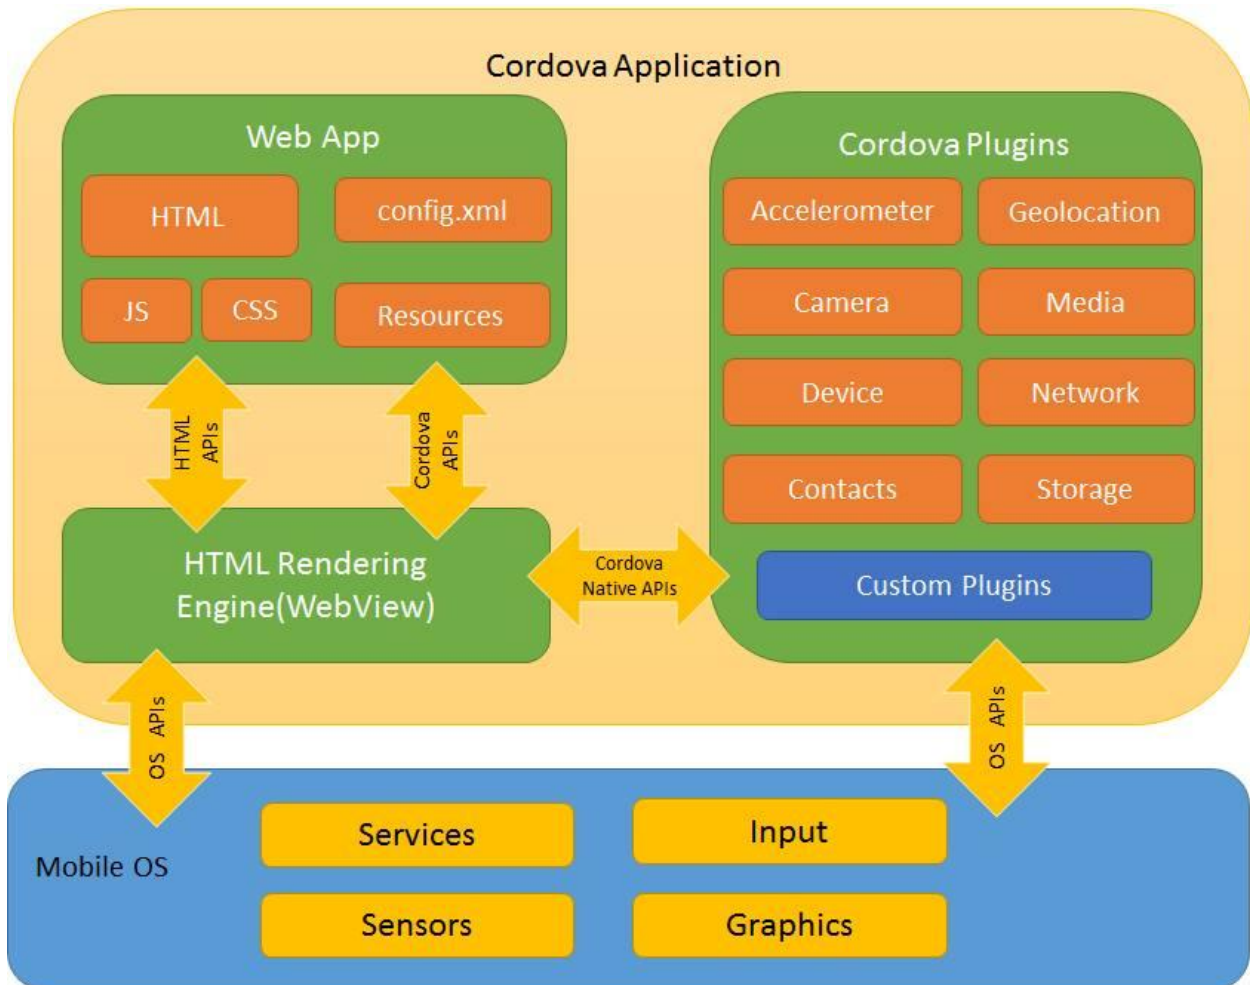 Cordova Application
Web App
HTML
config.xml
JS
CSS
Resources
HTML
APIs
Cordova
APIs
HTML Rendering
Engine(WebView)
Cordova
Native APIs
Cordova Plugins
Accelerometer
Geolocation
Camera
Media
Device
Network
Contacts
Storage
Custom Plugins
OS APIs
OS APIs
Mobile OS
Services
Input
Sensors
Graphics